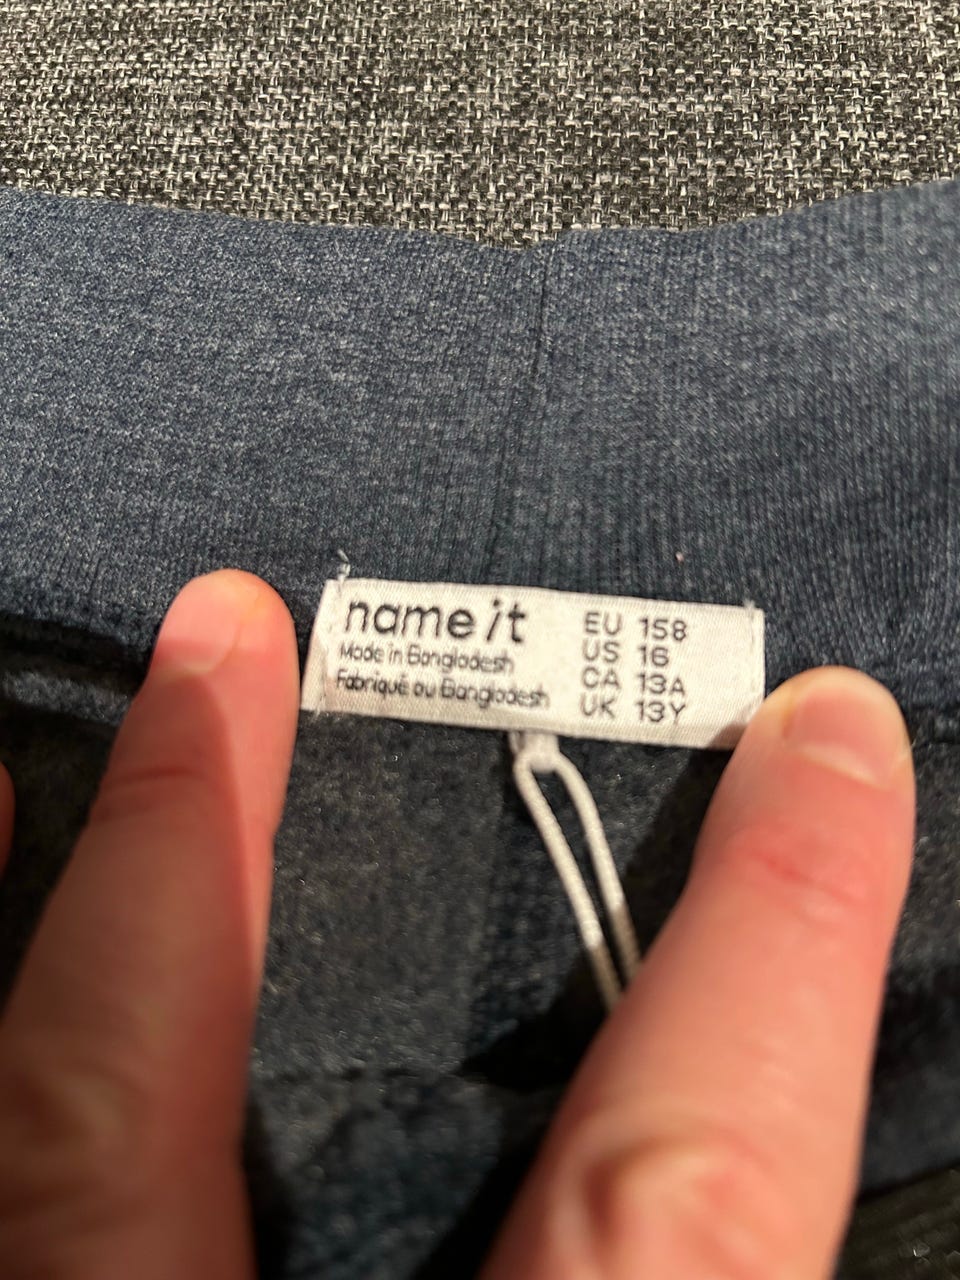 name it
Made in Bangladesh
Fabriqué au Bangladesh
EU 158
US 16
CA 13A
UK 13Y